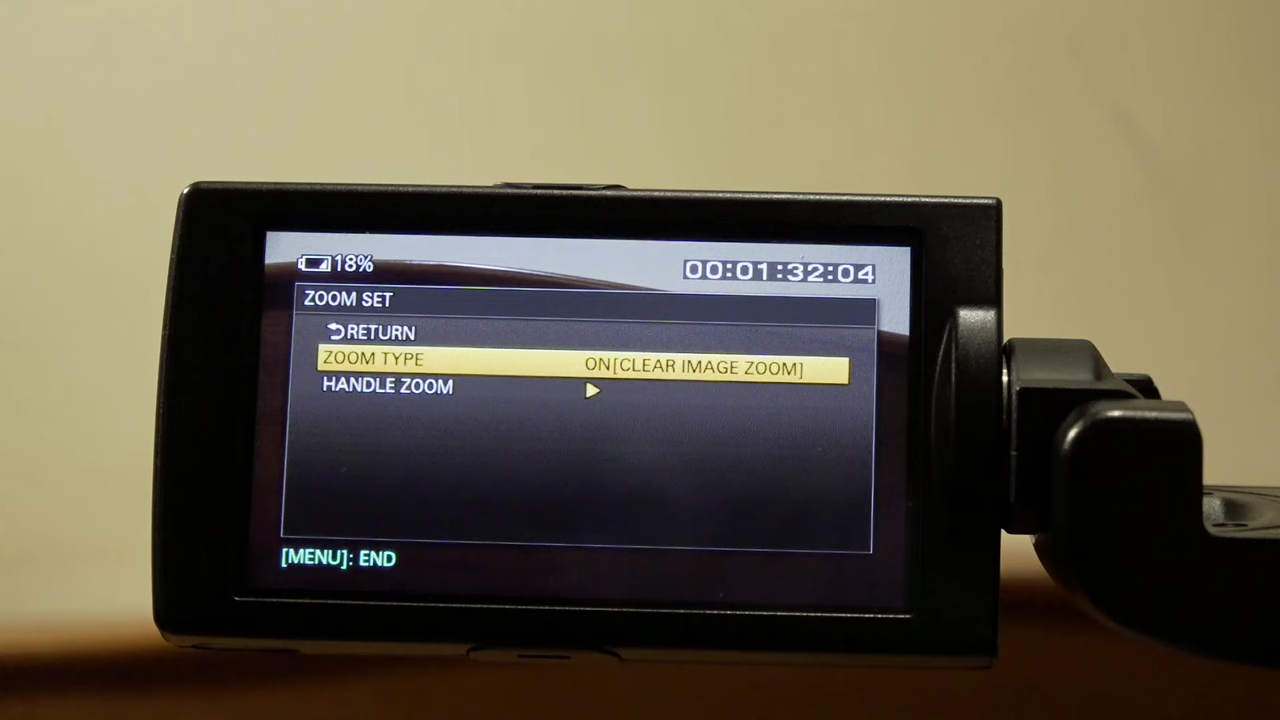 18%
00:01:32:04
ZOOM SET
RETURN
ZOOM TYPE ON[CLEAR IMAGE ZOOM]
HANDLE ZOOM
[MENU]: END